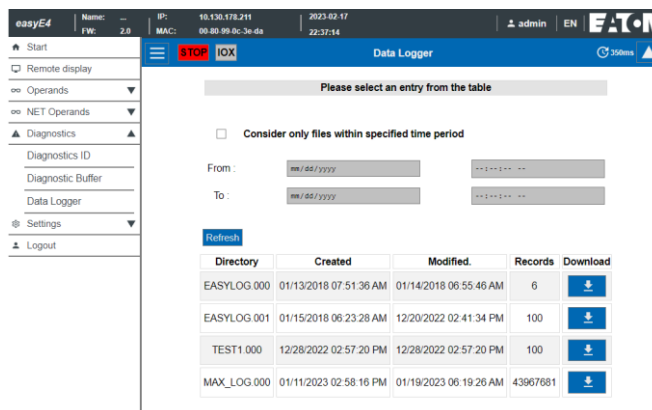 easyE4 Name: ... IP: 10.130.178.211 2023-02-17 admin EN EATON
FW: 2.0 MAC: 00-80-99-0c-3e-da 22:37:14
Start
STOP IOX Data Logger 350ms
Remote display
Operands
NET Operands
Diagnostics
Diagnostics ID
Diagnostic Buffer
Data Logger
Settings
Logout
Please select an entry from the table
Consider only files within specified time period
From : mm/dd/yyyy --:--:-- --
To : mm/dd/yyyy --:--:-- --
Refresh
Directory Created Modified. Records Download
EASYLOG.000 01/13/2018 07:51:36 AM 01/14/2018 06:55:46 AM 6
EASYLOG.001 01/15/2018 06:23:28 AM 12/20/2022 02:41:34 PM 100
TEST1.000 12/28/2022 02:57:20 PM 12/28/2022 02:57:20 PM 100
MAX_LOG.000 01/11/2023 02:58:16 PM 01/19/2023 06:19:26 AM 43967681